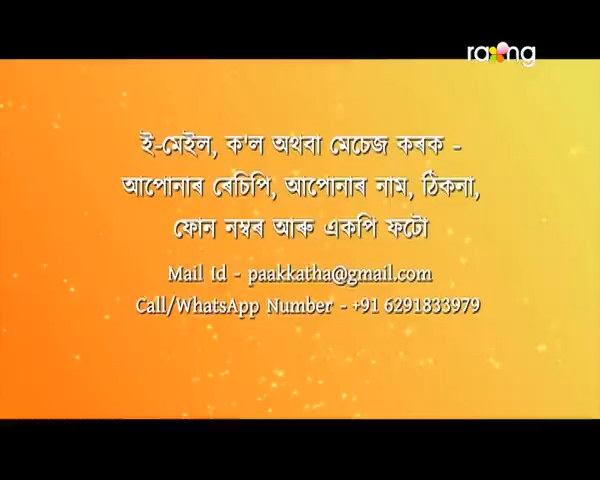 raang
ই-মেইল, ক'ল অথবা মেচেজ কৰক -
আপোনাৰ ৰেচিপি, আপোনাৰ নাম, ঠিকনা,
ফোন নম্বৰ আৰু একপি ফটো
Mail Id - paakkatha@gmail.com
Call/WhatsApp Number - +91 6291833979